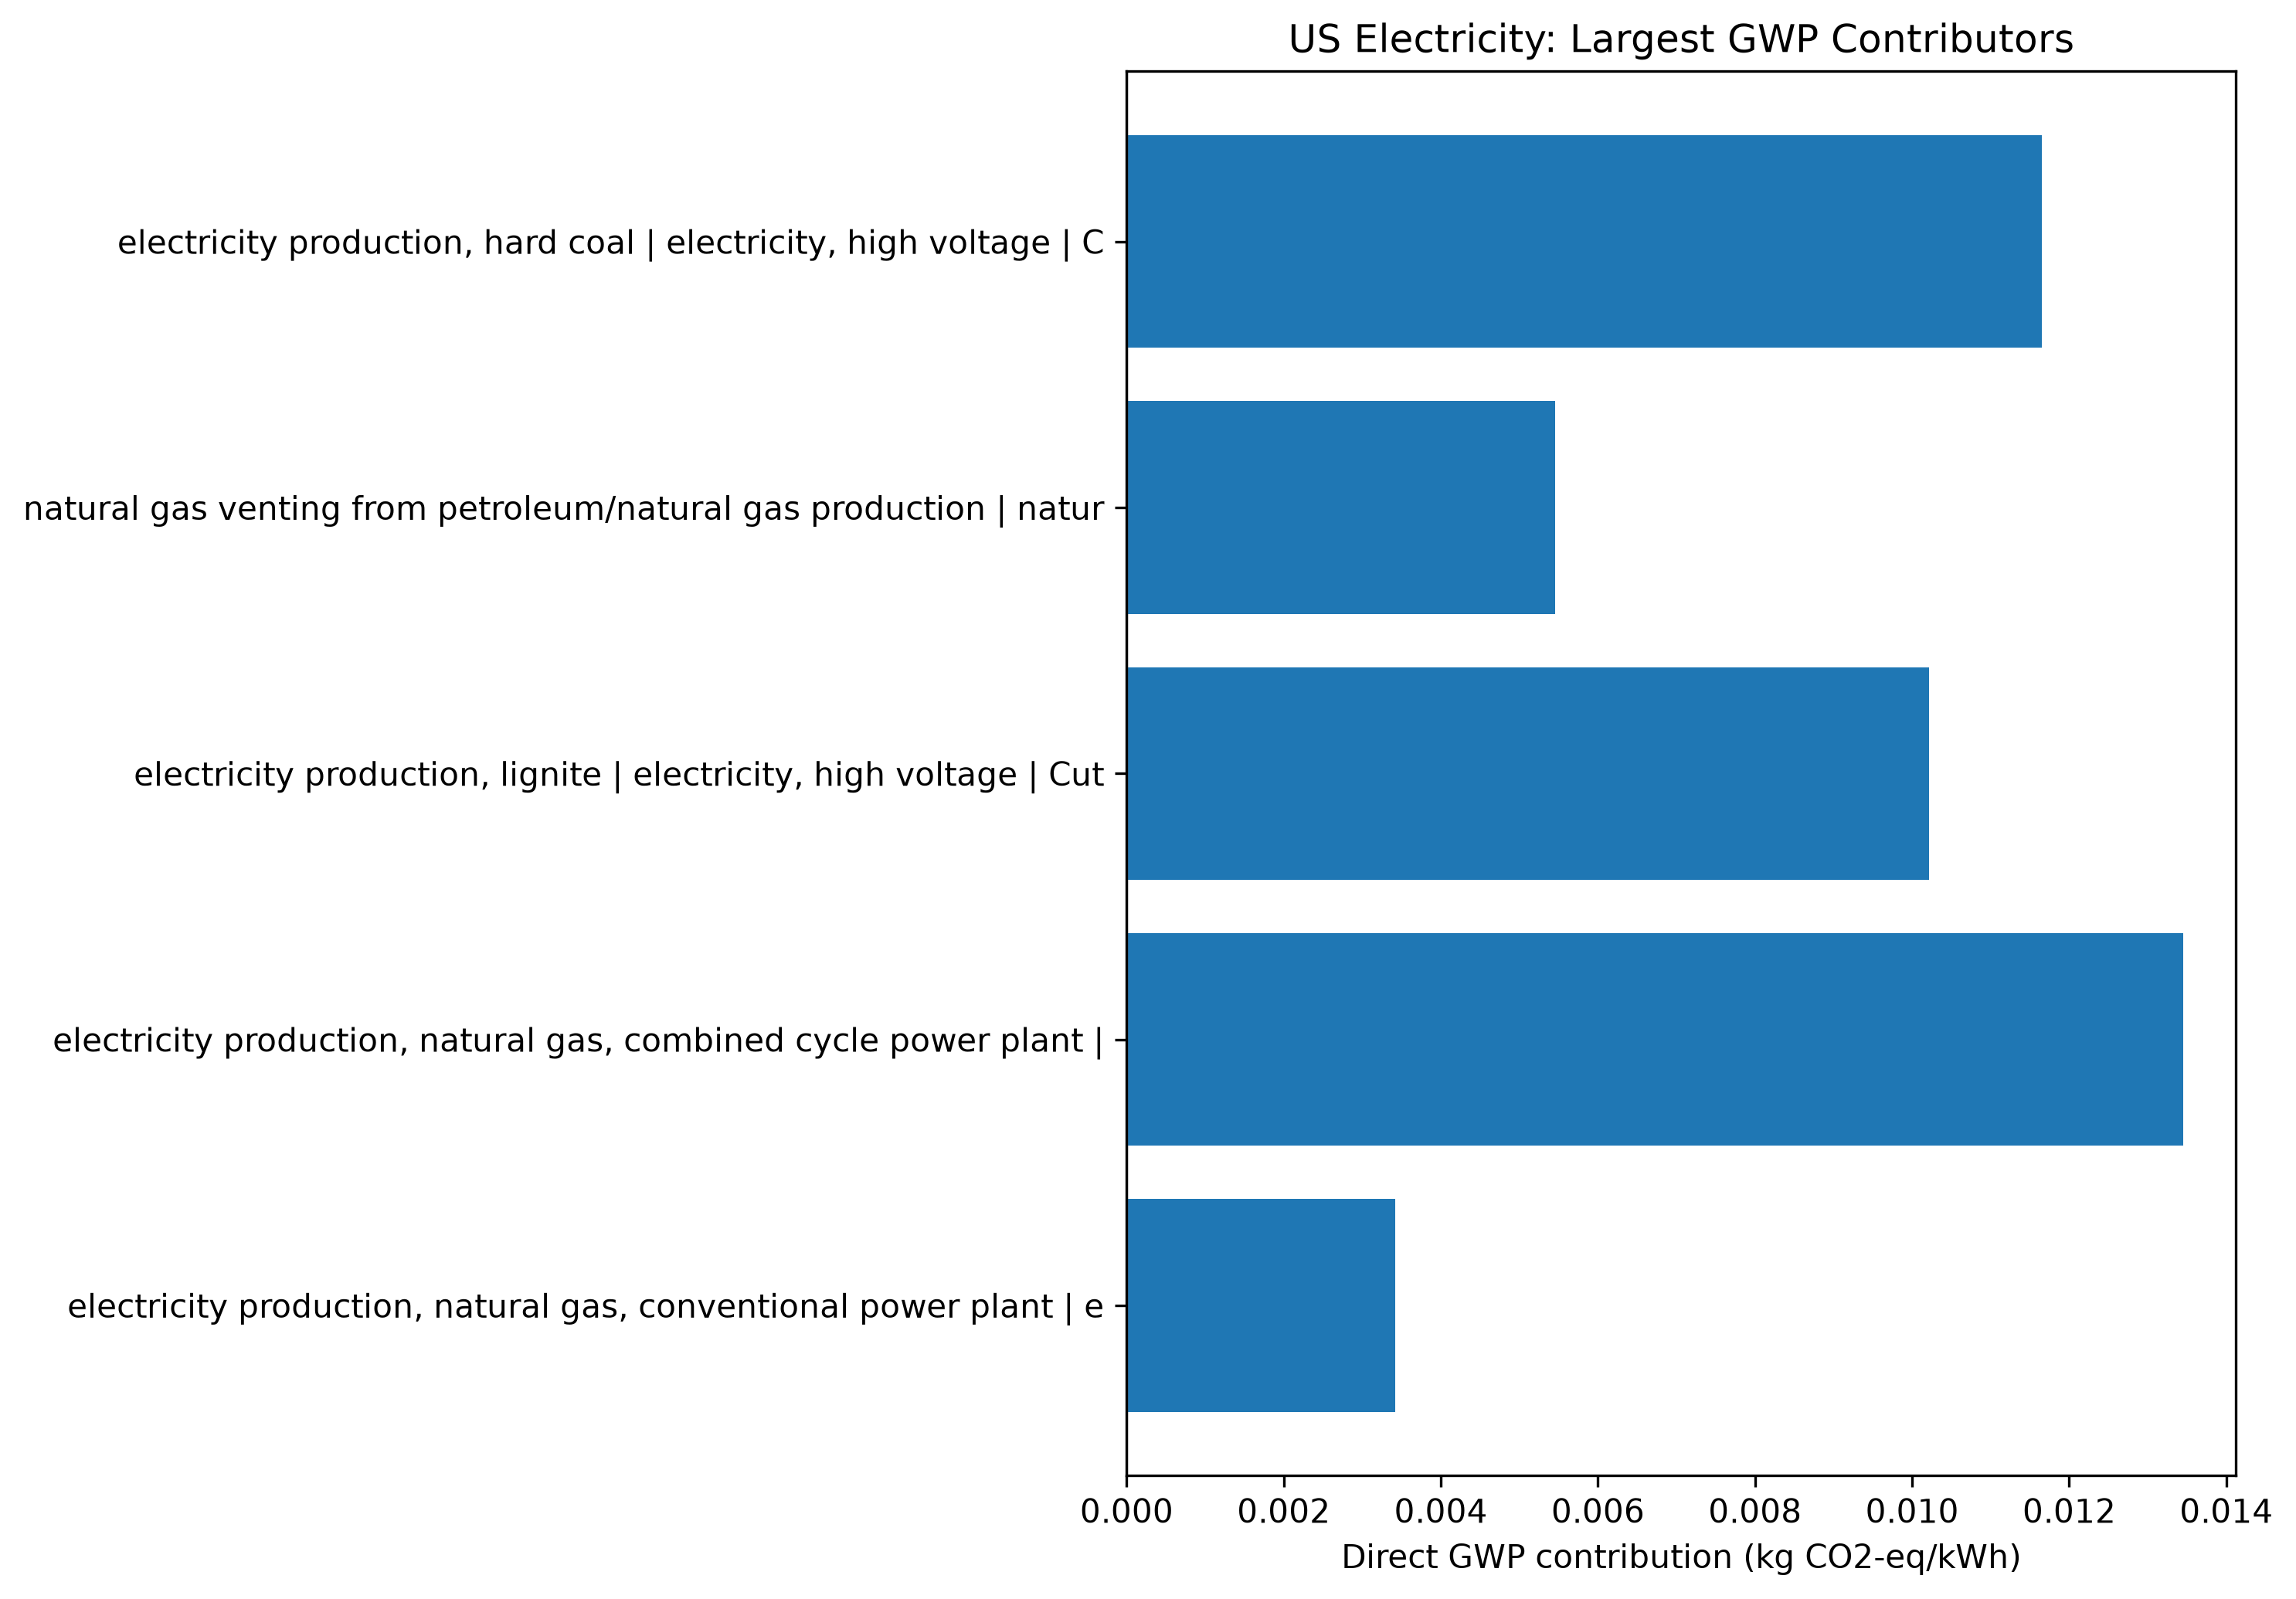 US Electricity: Largest GWP Contributors
electricity production, hard coal | electricity, high voltage | C
natural gas venting from petroleum/natural gas production | natur
electricity production, lignite | electricity, high voltage | Cut
electricity production, natural gas, combined cycle power plant |
electricity production, natural gas, conventional power plant | e
0.000 0.002 0.004 0.006 0.008 0.010 0.012 0.014
Direct GWP contribution (kg CO2-eq/kWh)